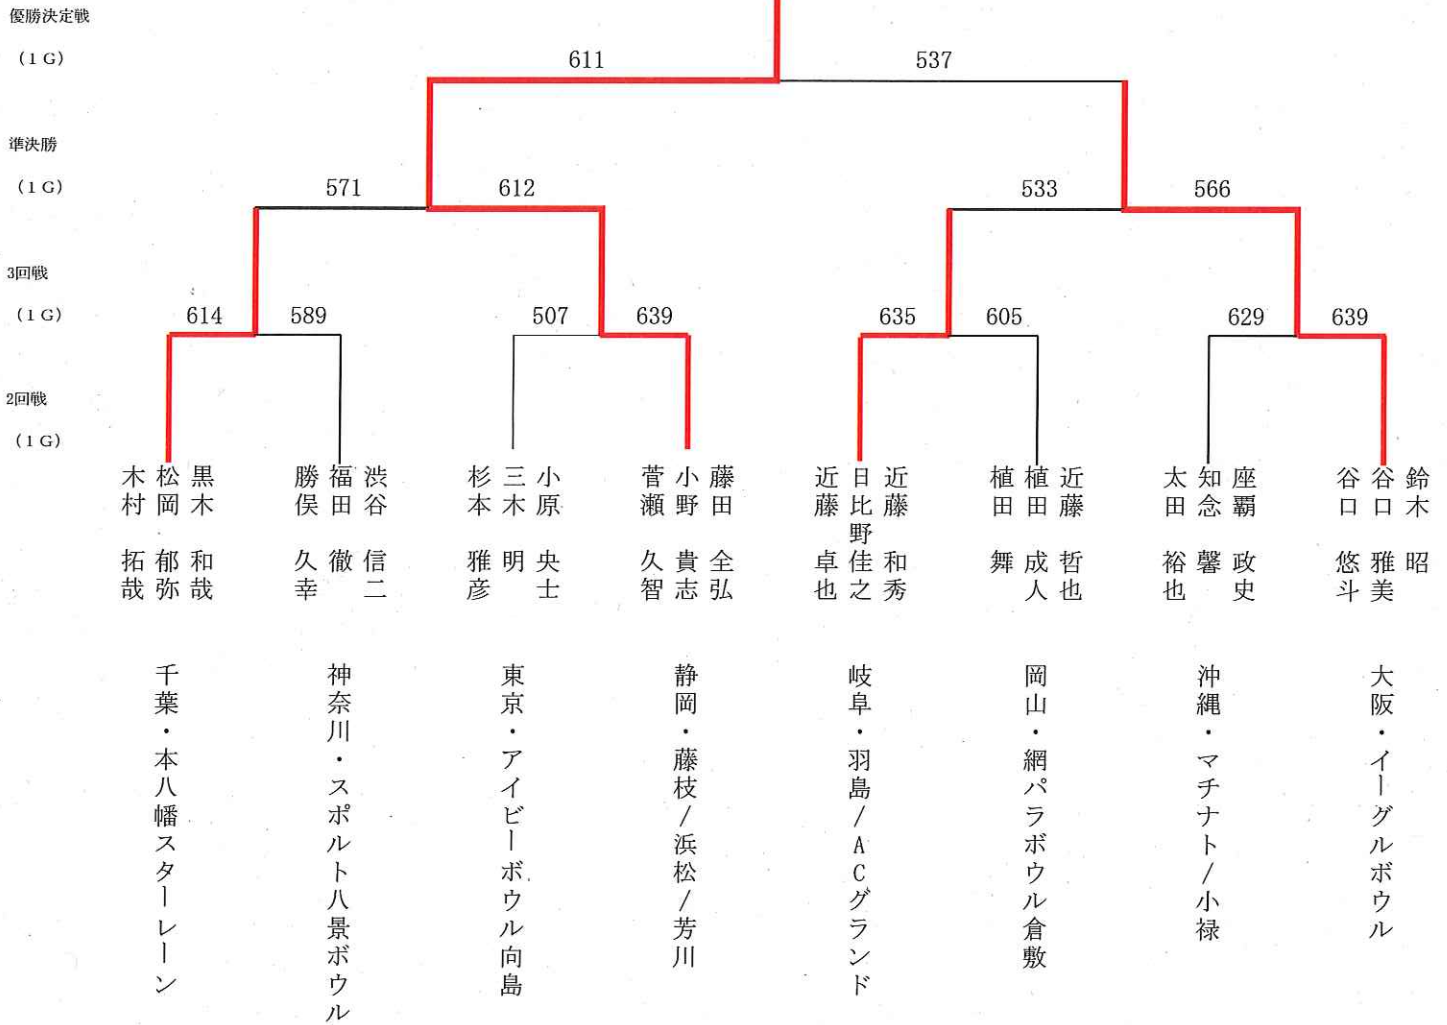 優勝決定戦
(1G)
611
537
準決勝
(1G)
571
612
533
566
3回戦
(1G)
614
589
507
639
635
605
629
639
2回戦
(1G)
木村 拓哉
松岡 郁弥
黒木 和哉
勝俣 久幸
福田 徹
渋谷 信二
杉本 雅彦
三木 明
小原 央士
菅瀬 久智
小野 貴志
藤田 全弘
近藤 卓也
日比野佳之
近藤 和秀
植田 舞
植田 成人
近藤 哲也
太田 裕也
知念 馨
座覇 政史
谷口 悠斗
谷口 雅美
鈴木 昭
千葉・本八幡スターレーン
神奈川・スポルト八景ボウル
東京・アイビーボウル向島
静岡・藤枝/浜松/芳川
岐阜・羽島/ACグランド
岡山・網パラボウル倉敷
沖縄・マチナト/小禄
大阪・イーグルボウル